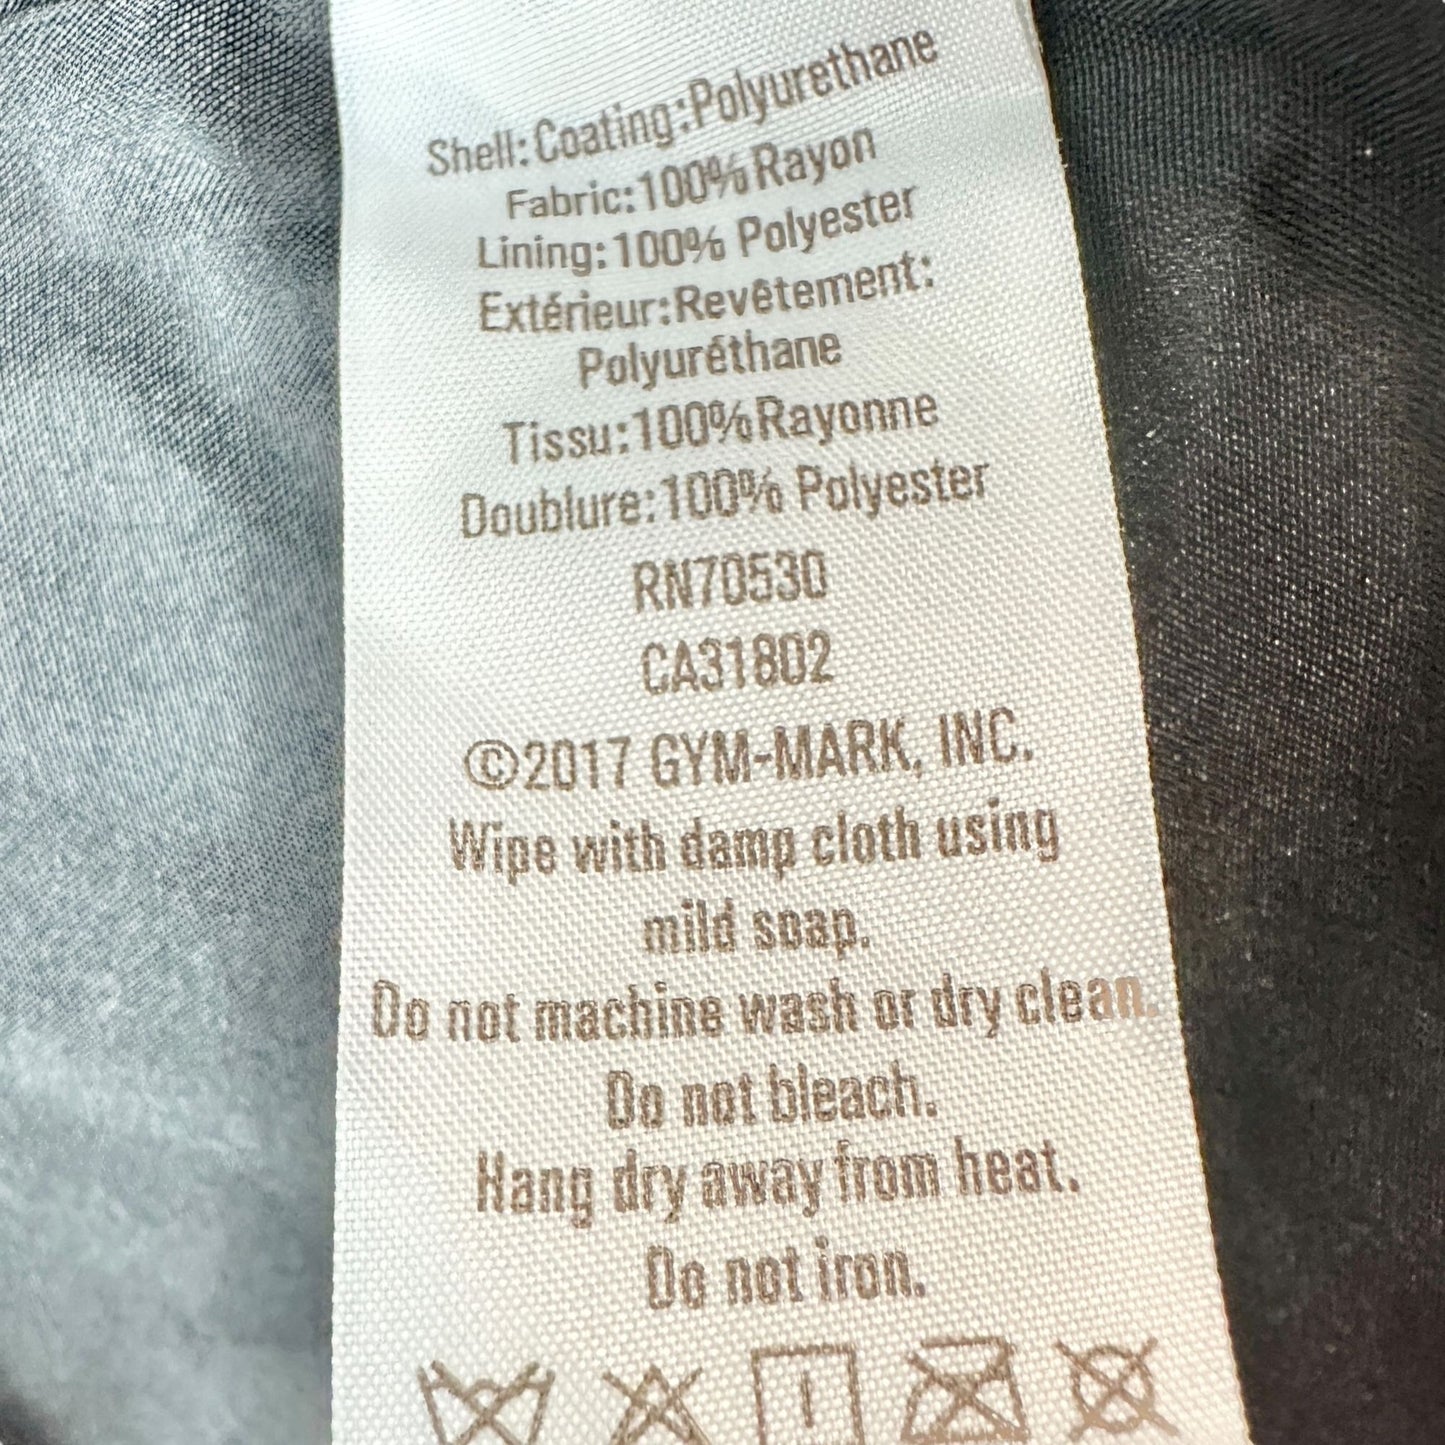 Shell:Coating:Polyurethane
Fabric:100%Rayon
Lining:100% Polyester
Extérieur:Revêtement:
Polyuréthane
Tissu:100%Rayonne
Doublure:100% Polyester
RN70530
CA31802
©2017 GYM-MARK, INC.
Wipe with damp cloth using
mild soap.
Do not machine wash or dry clean.
Do not bleach.
Hang dry away from heat.
Do not iron.